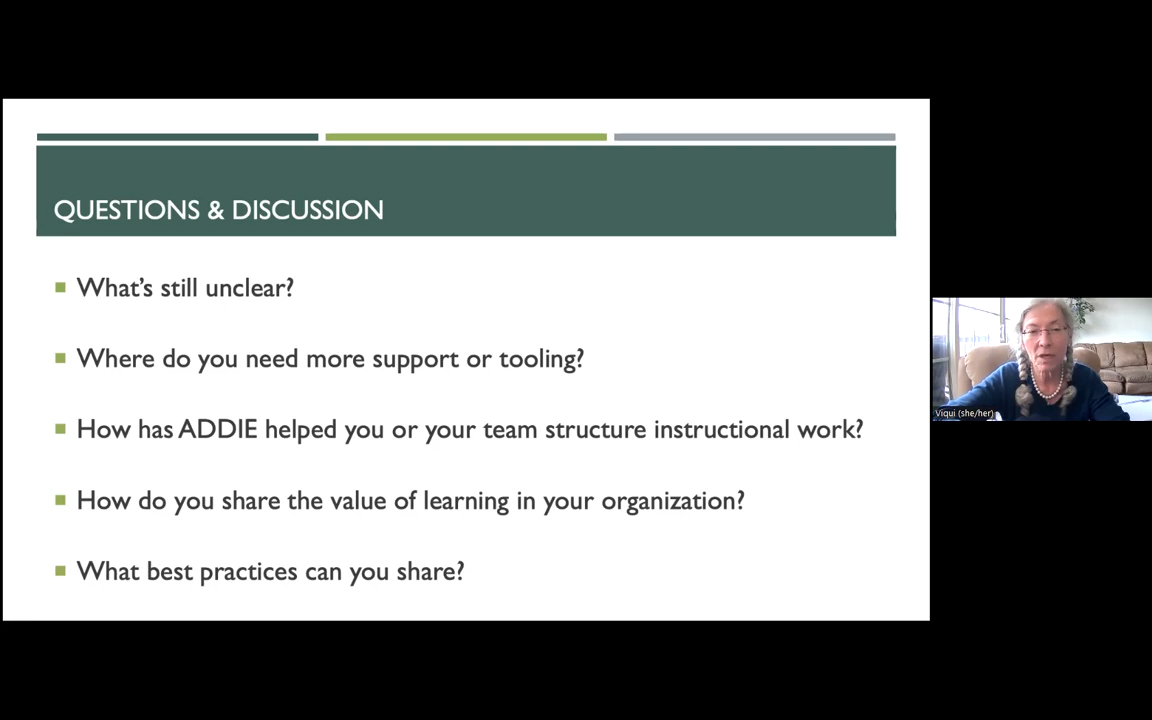 QUESTIONS & DISCUSSION
What's still unclear?
Where do you need more support or tooling?
How has ADDIE helped you or your team structure instructional work?
How do you share the value of learning in your organization?
What best practices can you share?
Viqui (she/her)